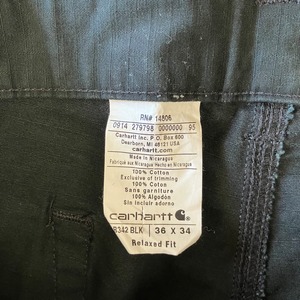 RN# 14806
0914 279798 0000000 95
Carhartt Inc. P.O. Box 600
Dearborn, MI 48121 USA
carhartt.com
Made in Nicaragua
Fabriqué aux Nicaragua Hecho en Nicaragua
100% Cotton
Exclusive of trimming
100% Coton
Sans garniture
100% Algodón
Sin incluir adorno
carhartt
B342 BLK 36 X 34
Relaxed Fit